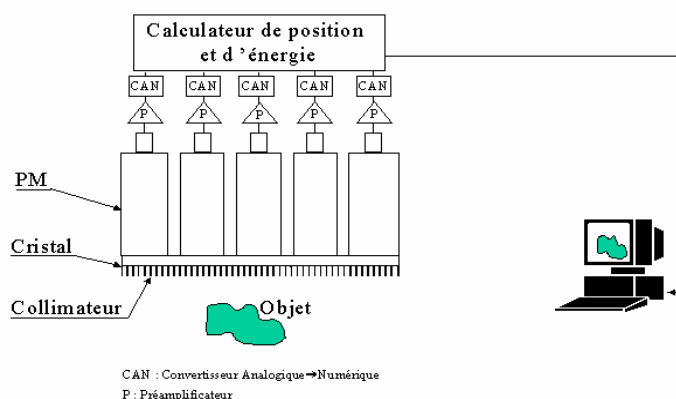 Calculateur de position
et d ’énergie
CAN CAN CAN CAN CAN
P P P P P
PM
Cristal
Collimateur
Objet
CAN : Convertisseur Analogique➔Numérique
P : Préamplificateur